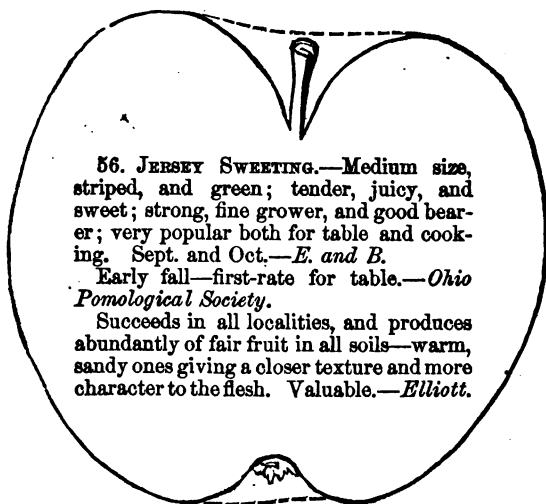 56. JERSEY SWEETING.—Medium size,
striped, and green; tender, juicy, and
sweet; strong, fine grower, and good bear-
er; very popular both for table and cook-
ing. Sept. and Oct.—E. and B.
Early fall—first-rate for table.—Ohio
Pomological Society.
Succeeds in all localities, and produces
abundantly of fair fruit in all soils—warm,
sandy ones giving a closer texture and more
character to the flesh. Valuable.—Elliott.